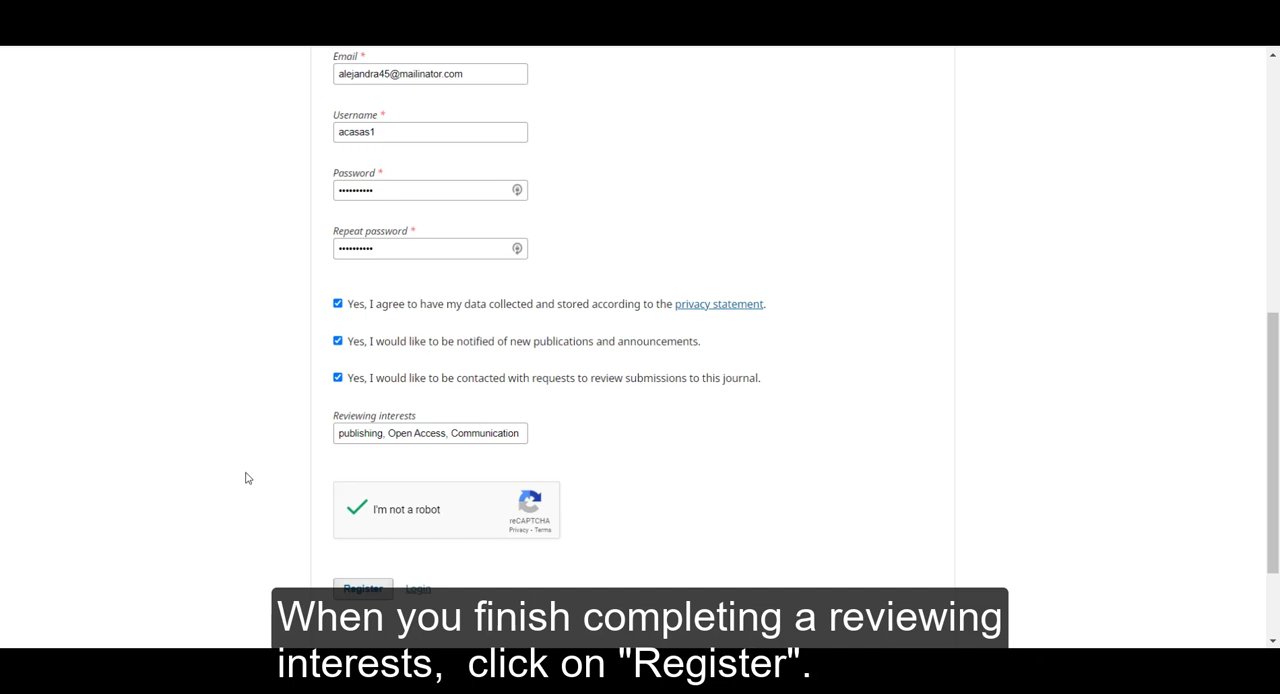 Email *
alejandra45@mailinator.com
Username *
acasas1
Password *
••••••••••
Repeat password *
••••••••••
Yes, I agree to have my data collected and stored according to the privacy statement.
Yes, I would like to be notified of new publications and announcements.
Yes, I would like to be contacted with requests to review submissions to this journal.
Reviewing interests
publishing, Open Access, Communication
I'm not a robot
reCAPTCHA
Privacy - Terms
Register Login
When you finish completing a reviewing
interests, click on "Register".